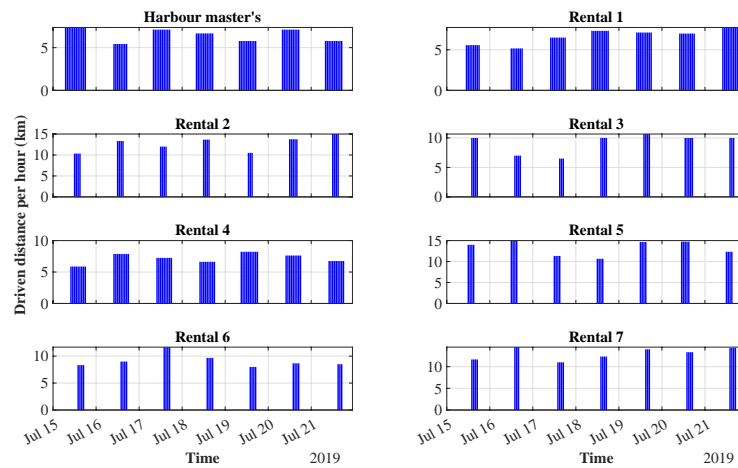 Harbour master's
Rental 1
5
0
5
0
Rental 2
Rental 3
15
10
5
0
10
5
0
Driven distance per hour (km)
Rental 4
Rental 5
10
5
0
15
10
5
0
Rental 6
Rental 7
10
5
0
10
5
0
Jul 15
Jul 16
Jul 17
Jul 18
Jul 19
Jul 20
Jul 21
Jul 15
Jul 16
Jul 17
Jul 18
Jul 19
Jul 20
Jul 21
Time
2019
Time
2019